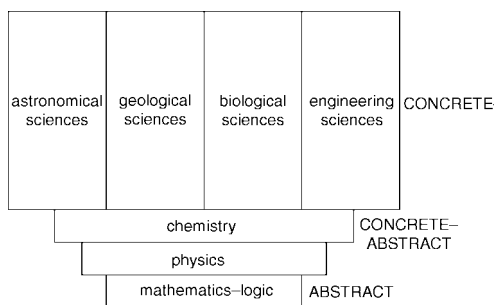 astronomical sciences
geological sciences
biological sciences
engineering sciences
CONCRETE-
chemistry
CONCRETE–
ABSTRACT
physics
mathematics–logic
ABSTRACT